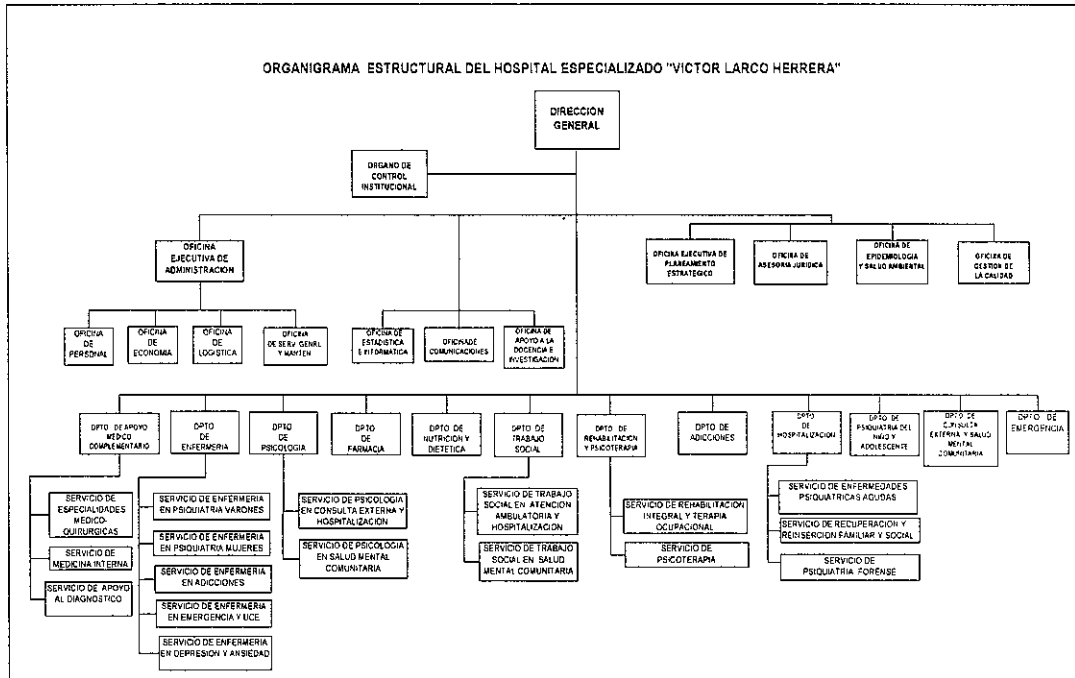 ORGANIGRAMA ESTRUCTURAL DEL HOSPITAL ESPECIALIZADO "VICTOR LARCO HERRERA"
DIRECCION
GENERAL
ORGANO DE
CONTROL
INSTITUCIONAL
OFICINA
EJECUTIVA DE
ADMINISTRACION
OFICINA EJECUTIVA DE
PLANEAMIENTO
ESTRATEGICO
OFICINA DE
ASESORIA JURIDICA
OFICINA DE
EPIDEMIOLOGIA
Y SALUD AMBIENTAL
OFICINA DE
GESTION DE
LA CALIDAD
OFICINA
DE
PERSONAL
OFICINA
DE
ECONOMIA
OFICINA
DE
LOGISTICA
OFICINA
DE SERV GENRL
Y MANTEN
OFICINA DE
ESTADISTICA
E INFORMATICA
OFICINA DE
COMUNICACIONES
OFICINA DE
APOYO A LA
DOCENCIA E
INVESTIGACION
DPTO DE APOYO
MEDICO
COMPLEMENTARIO
DPTO
DE
ENFERMERIA
DPTO
DE
PSICOLOGIA
DPTO
DE
FARMACIA
DPTO
DE
NUTRICION Y
DIETETICA
DPTO
DE
TRABAJO
SOCIAL
DPTO
DE
REHABILITACION
Y PSICOTERAPIA
DPTO
DE
ADICCIONES
DPTO
DE
HOSPITALIZACION
DPTO DE
PSIQUIATRIA DEL
NIÑO Y
ADOLESCENTE
DPTO DE
CONSULTA
EXTERNA Y SALUD
MENTAL
COMUNITARIA
DPTO DE
EMERGENCIA
SERVICIO DE
ESPECIALIDADES
MEDICO-
QUIRURGICAS
SERVICIO DE
MEDICINA INTERNA
SERVICIO DE APOYO
AL DIAGNOSTICO
SERVICIO DE ENFERMERIA
EN PSIQUIATRIA VARONES
SERVICIO DE ENFERMERIA
EN PSIQUIATRIA MUJERES
SERVICIO DE ENFERMERIA
EN ADICCIONES
SERVICIO DE ENFERMERIA
EN EMERGENCIA Y UCE
SERVICIO DE ENFERMERIA
EN DEPRESION Y ANSIEDAD
SERVICIO DE PSICOLOGIA
EN CONSULTA EXTERNA Y
HOSPITALIZACIÓN
SERVICIO DE PSICOLOGIA
EN SALUD MENTAL
COMUNITARIA
SERVICIO DE TRABAJO
SOCIAL EN ATENCION
AMBULATORIA Y
HOSPITALIZACION
SERVICIO DE TRABAJO
SOCIAL EN SALUD
MENTAL COMUNITARIA
SERVICIO DE REHABILITACION
INTEGRAL Y TERAPIA
OCUPACIONAL
SERVICIO DE
PSICOTERAPIA
SERVICIO DE ENFERMEDADES
PSIQUIATRICAS AGUDAS
SERVICIO DE RECUPERACION Y
REINSERCION FAMILIAR Y SOCIAL
SERVICIO DE
PSIQUIATRIA FORENSE